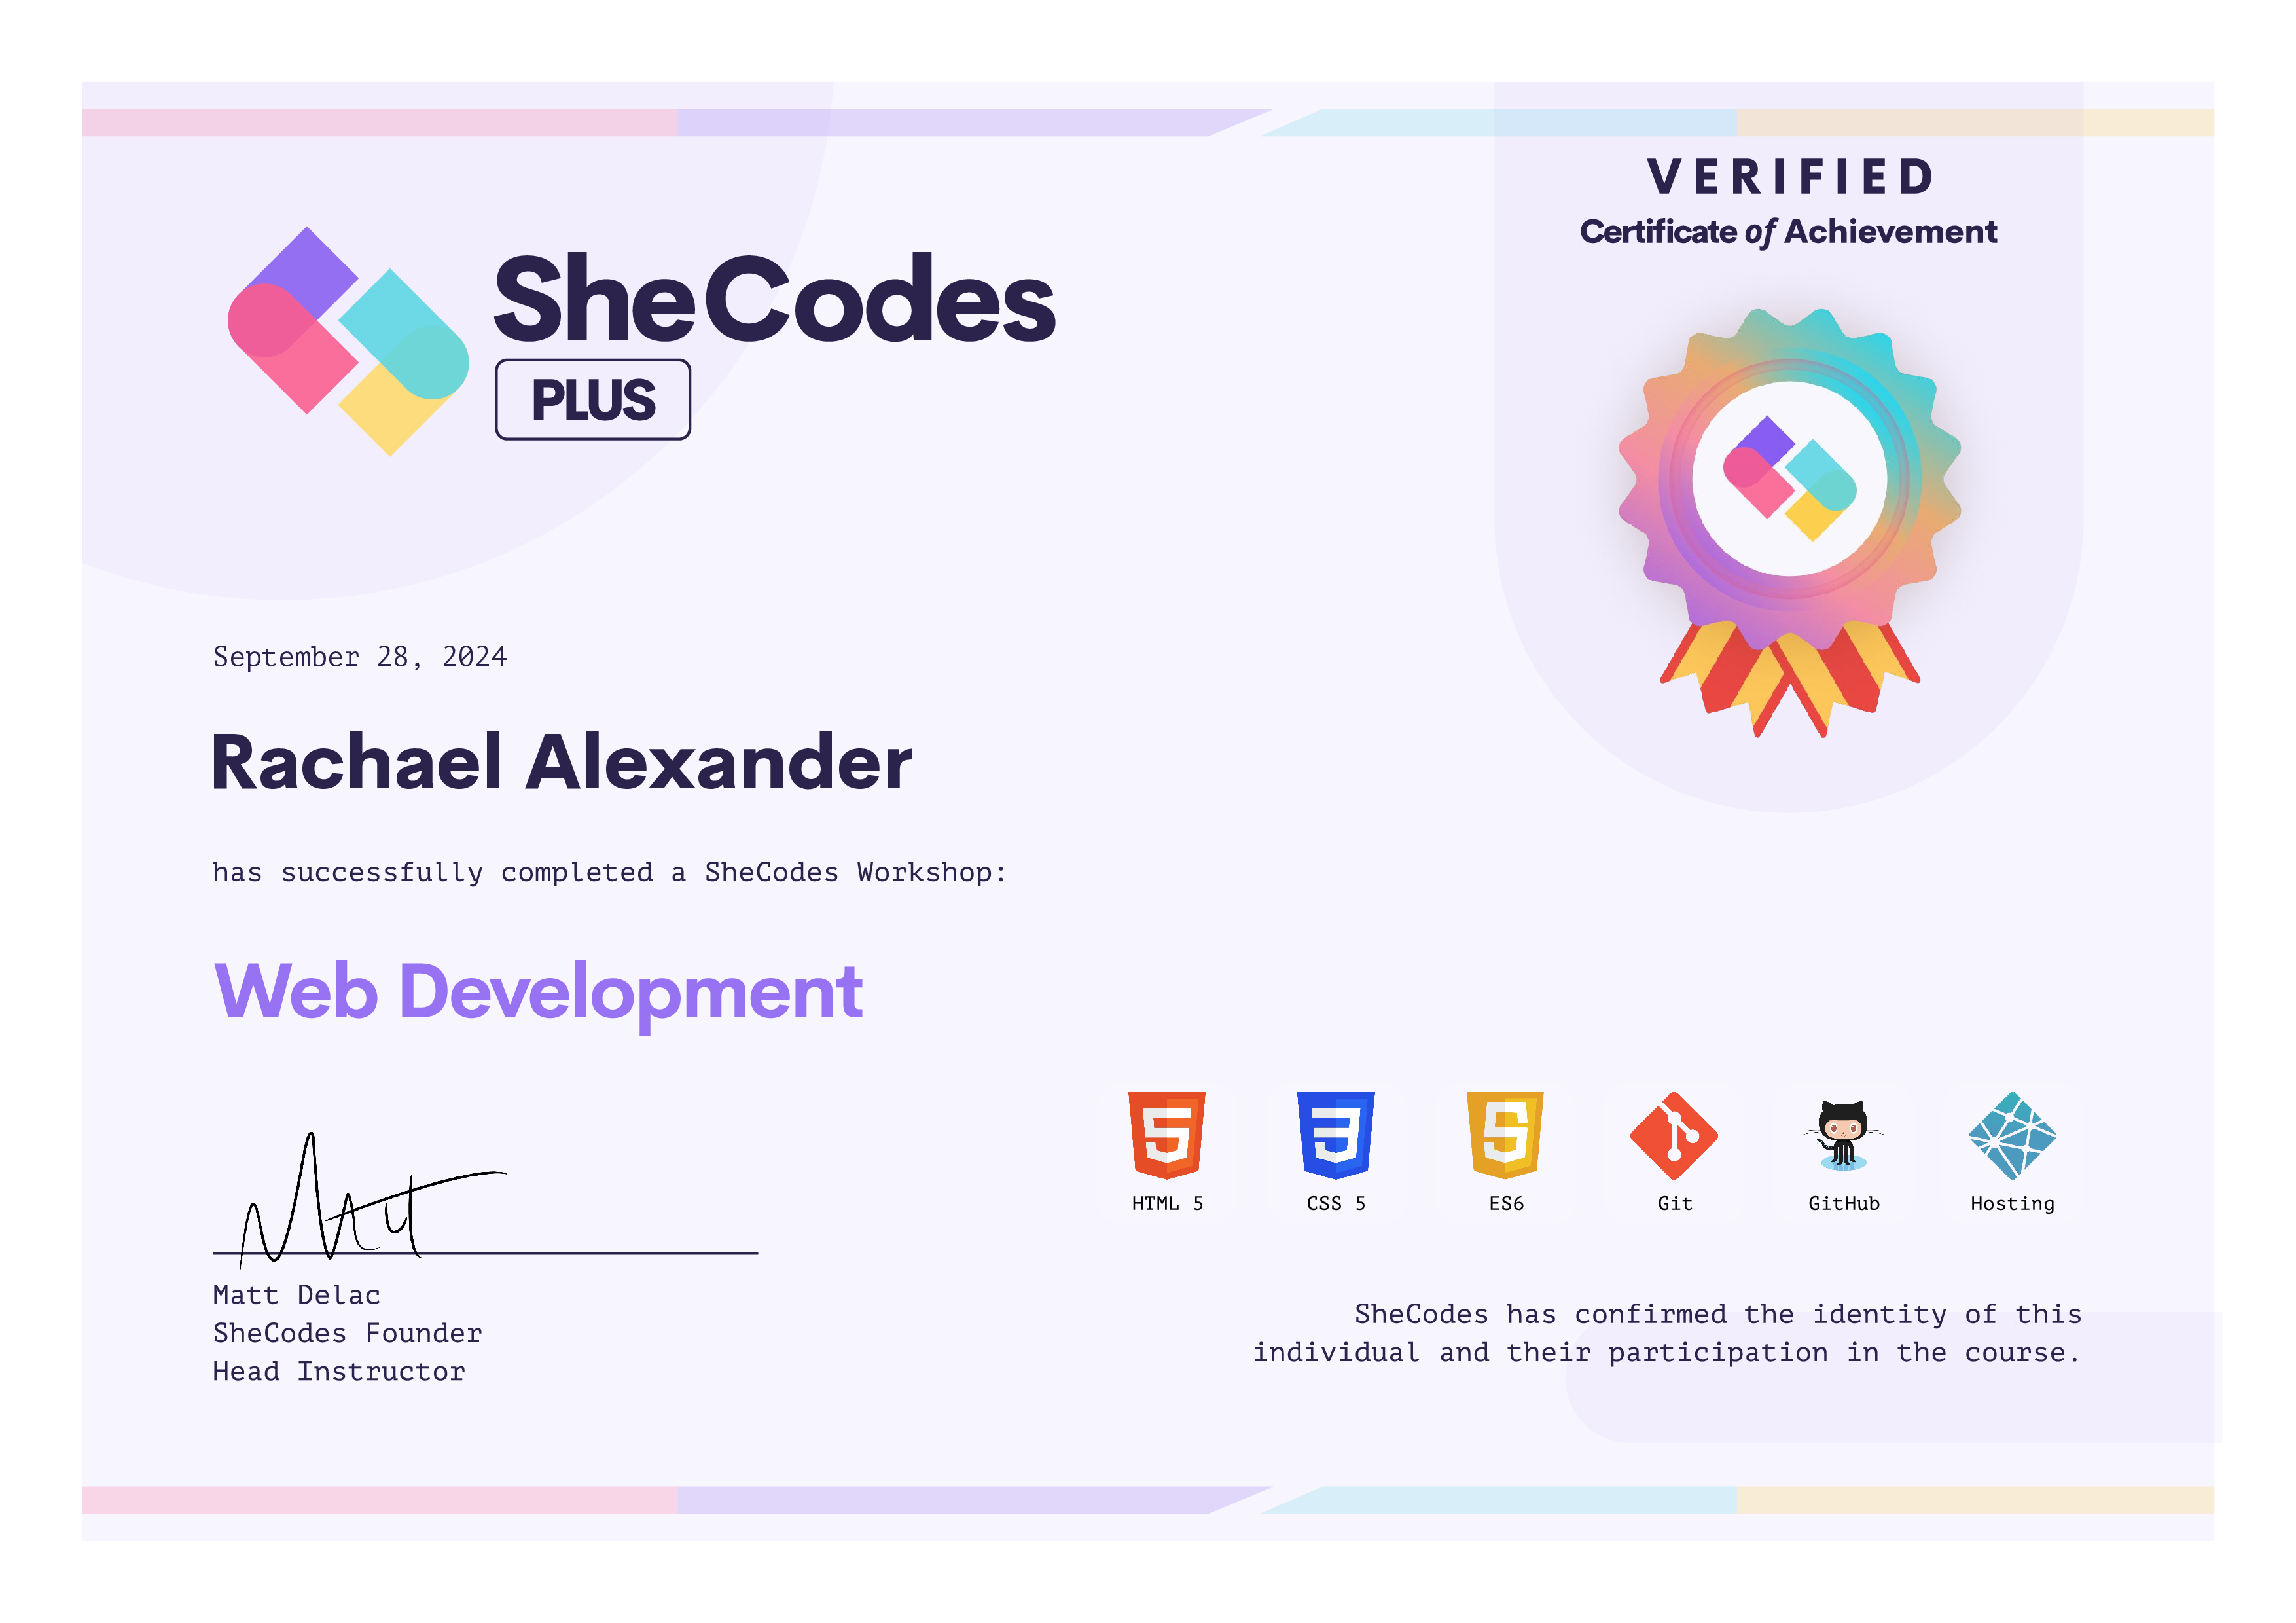 VERIFIED
Certificate of Achievement
SheCodes
PLUS
September 28, 2024
Rachael Alexander
has successfully completed a SheCodes Workshop:
Web Development
HTML 5
CSS 5
ES6
Git
GitHub
Hosting
Matt
Matt Delac
SheCodes Founder
Head Instructor
SheCodes has confirmed the identity of this
individual and their participation in the course.